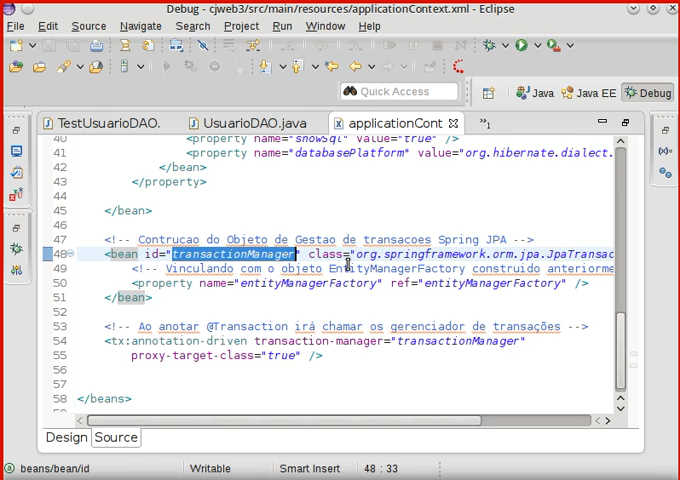 Debug - cjweb3/src/main/resources/applicationContext.xml - Eclipse
File Edit Source Navigate Search Project Run Window Help
Quick Access
Java Java EE Debug
TestUsuarioDAO. UsuarioDAO.java applicationCont »1
40 <property name="showSql" value="true" />
41 <property name="databasePlatform" value="org.hibernate.dialect.
42 </bean>
43 </property>
44
45 </bean>
46
47 <!-- Contrucao do Objeto de Gestao de transacoes Spring JPA -->
48 <bean id="transactionManager" class="org.springframework.orm.jpa.JpaTransac
49 <!-- Vinculando com o objeto EntityManagerFactory construido anteriorme
50 <property name="entityManagerFactory" ref="entityManagerFactory" />
51 </bean>
52
53 <!-- Ao anotar @Transaction irá chamar os gerenciador de transações -->
54 <tx:annotation-driven transaction-manager="transactionManager"
55 proxy-target-class="true" />
56
57
58 </beans>
59
Design Source
beans/bean/id Writable Smart Insert 48 : 33